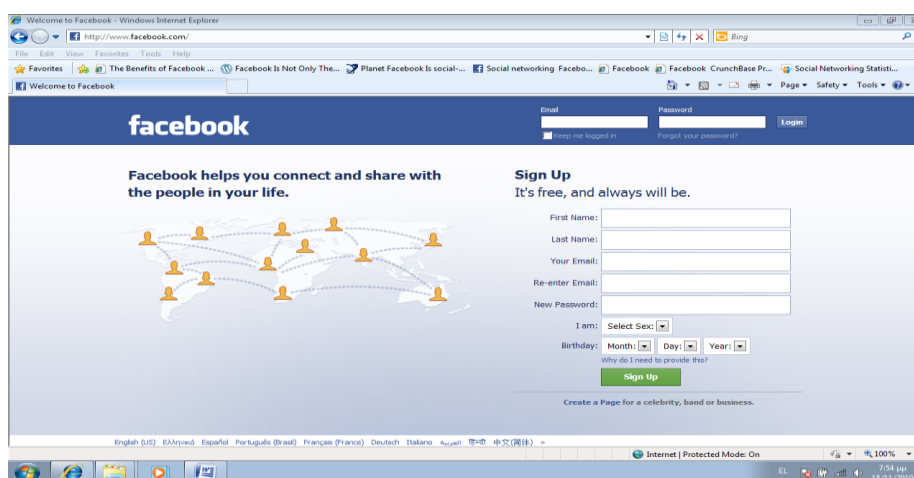 Welcome to Facebook - Windows Internet Explorer
http://www.facebook.com/
Bing
File Edit View Favorites Tools Help
Favorites The Benefits of Facebook ... Facebook Is Not Only The... Planet Facebook Is social-... Social networking Facebo... Facebook Facebook CrunchBase Pr... Social Networking Statisti...
Welcome to Facebook Page Safety Tools
Email Password
facebook Login
Keep me logged in Forgot your password?
Facebook helps you connect and share with
the people in your life.
Sign Up
It's free, and always will be.
First Name:
Last Name:
Your Email:
Re-enter Email:
New Password:
I am: Select Sex:
Birthday: Month: Day: Year:
Why do I need to provide this?
Sign Up
Create a Page for a celebrity, band or business.
English (US) Ελληνικά Español Português (Brasil) Français (France) Deutsch Italiano العربية हिन्दी 中文(简体) »
Internet | Protected Mode: On 100%
EL 7:54 μμ